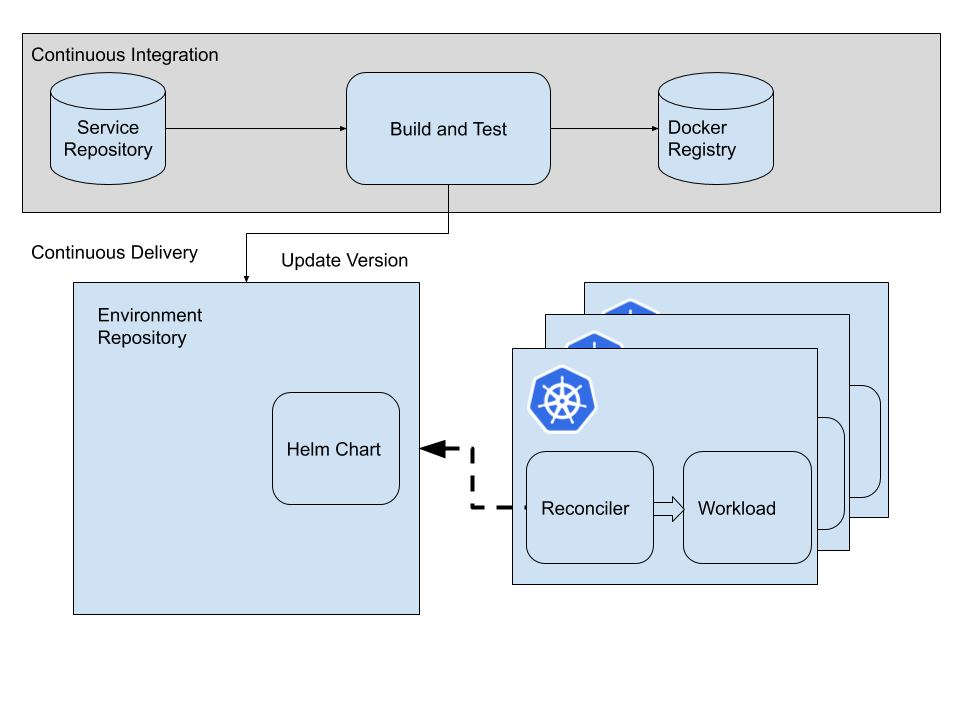 Continuous Integration
Service
Repository
Build and Test
Docker
Registry
Continuous Delivery
Update Version
Environment
Repository
Helm Chart
Reconciler
Workload